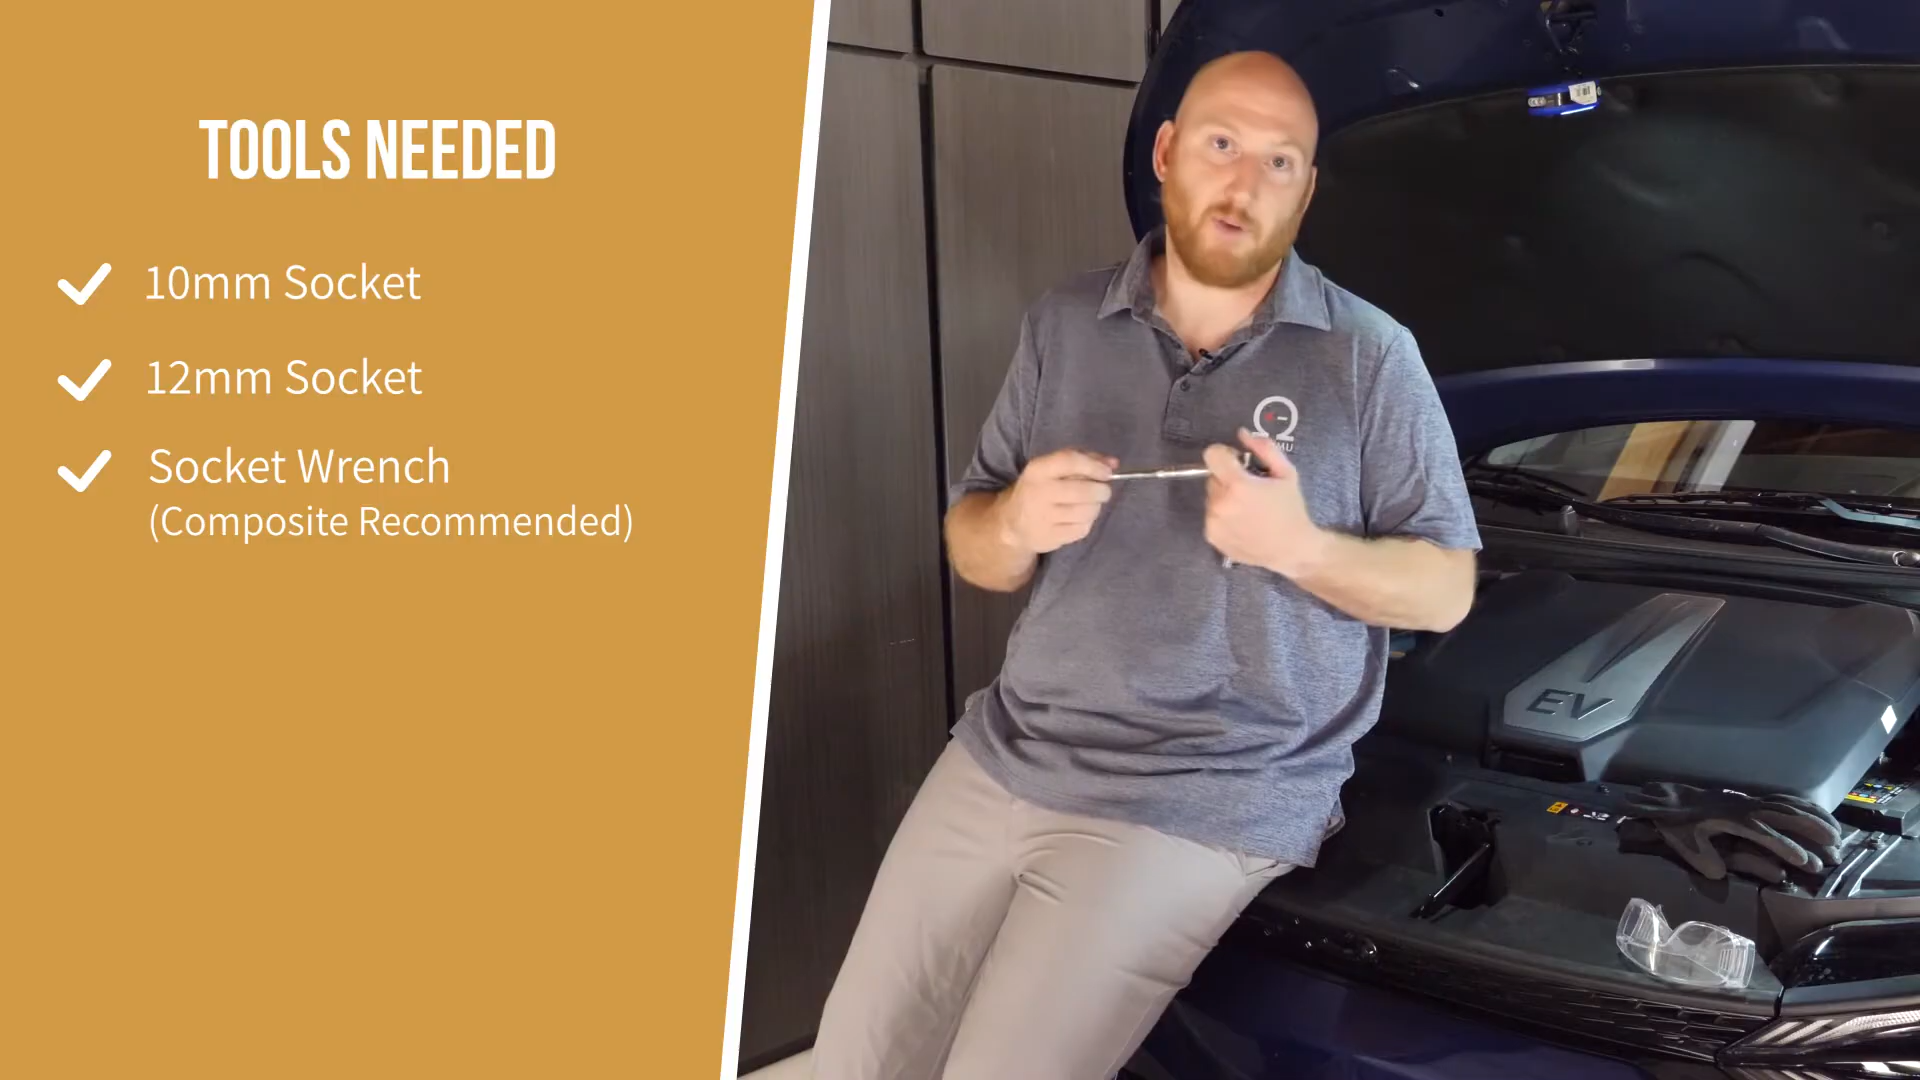 TOOLS NEEDED
10mm Socket
12mm Socket
Socket Wrench
(Composite Recommended)
EV